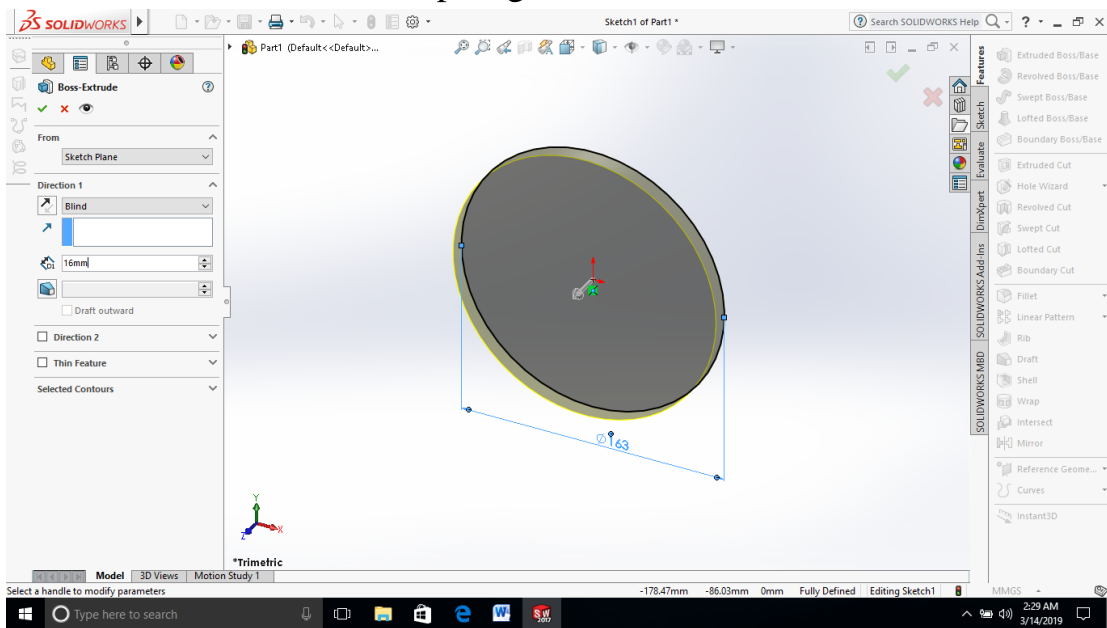 SOLIDWORKS
Sketch1 of Part1 *
Search SOLIDWORKS Help
Part1 (Default<<Default>...
Boss-Extrude
From
Sketch Plane
Direction 1
Blind
D1
16mm
Draft outward
Direction 2
Thin Feature
Selected Contours
63
Y
X
Z
*Trimetric
Features
Sketch
Evaluate
DimXpert
SOLIDWORKS Add-Ins
SOLIDWORKS MBD
Extruded Boss/Base
Revolved Boss/Base
Swept Boss/Base
Lofted Boss/Base
Boundary Boss/Base
Extruded Cut
Hole Wizard
Revolved Cut
Swept Cut
Lofted Cut
Boundary Cut
Fillet
Linear Pattern
Rib
Draft
Shell
Wrap
Intersect
Mirror
Reference Geome...
Curves
Instant3D
Model 3D Views Motion Study 1
Select a handle to modify parameters
-178.47mm -86.03mm 0mm Fully Defined Editing Sketch1 MMGS
Type here to search
SW
2017
2:29 AM
3/14/2019